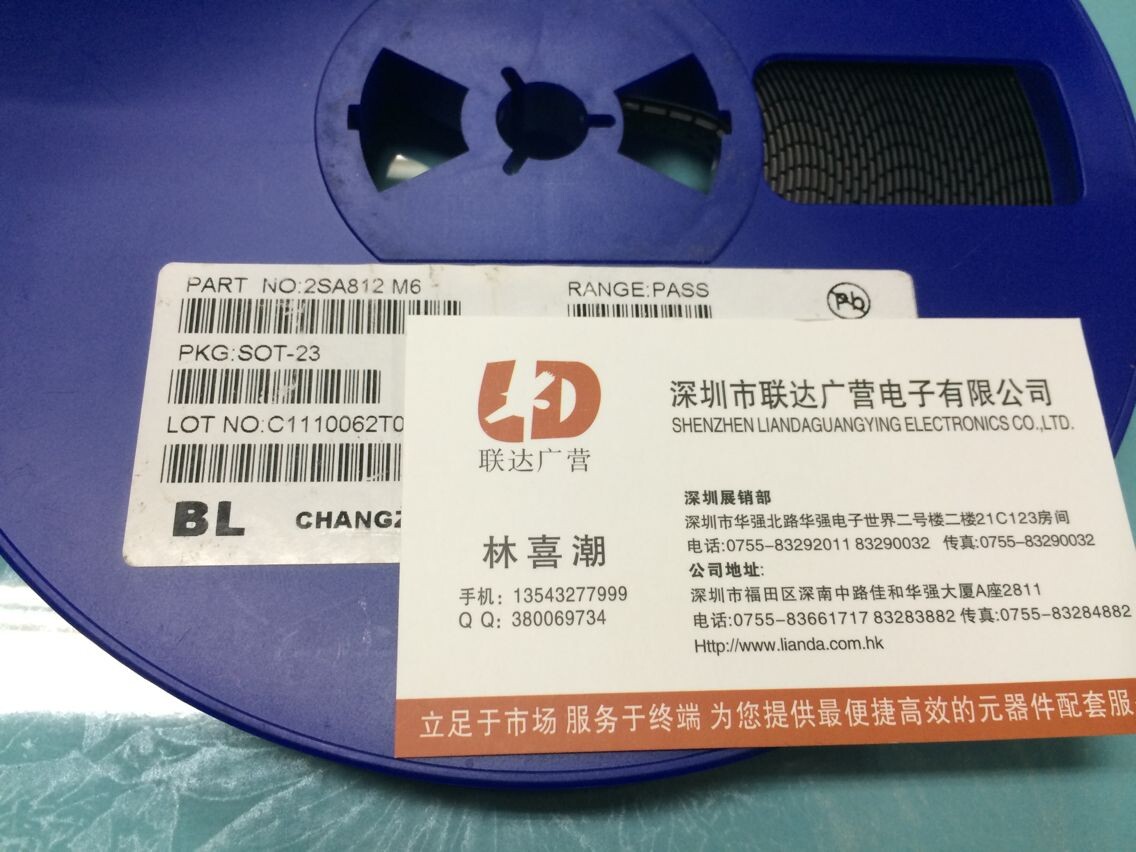 PART NO:2SA812 M6
RANGE:PASS
Pb
PKG:SOT-23
LOT NO:C1110062T0
BL
联达广营
深圳市联达广营电子有限公司
SHENZHEN LIANDAGUANGYING ELECTRONICS CO.,LTD.
林喜潮
手机：13543277999
Q Q：380069734
深圳展销部
深圳市华强北路华强电子世界二号楼二楼21C123房间
电话:0755-83292011 83290032 传真:0755-83290032
公司地址:
深圳市福田区深南中路佳和华强大厦A座2811
电话:0755-83661717 83283882 传真:0755-83284882
Http://www.lianda.com.hk
立足于市场 服务于终端 为您提供最便捷高效的元器件配套服